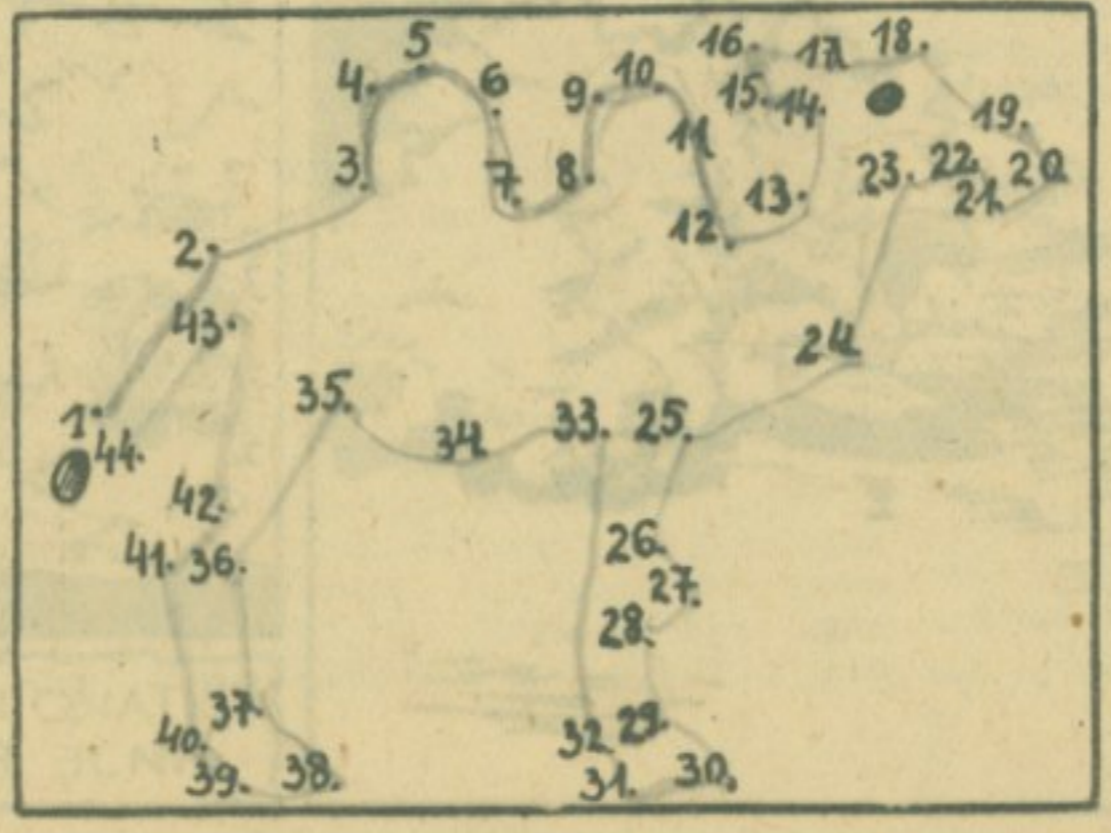 5
16. 17. 18.
4. 6 9. 10. 15. 14.
19.
11
3. 7. 8. 13. 23. 22. 20.
21.
2. 12.
43.
24.
35.
1. 34. 33. 25.
44.
42.
26.
41. 36. 27.
28.
37. 29.
40. 32.
39. 38. 31. 30.